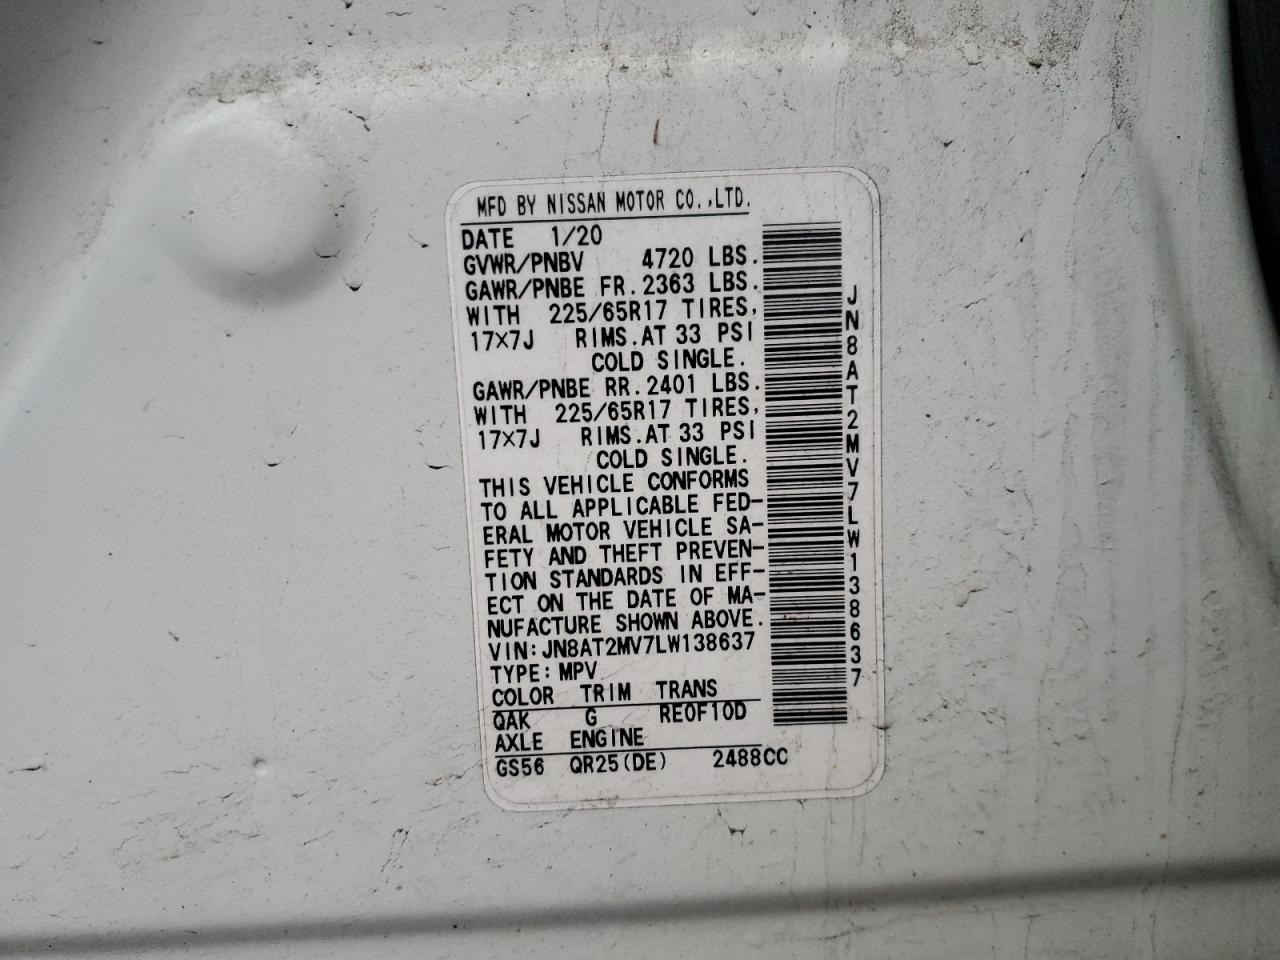 MFD BY NISSAN MOTOR CO.,LTD.
DATE 1/20
GVWR/PNBV 4720 LBS.
GAWR/PNBE FR.2363 LBS.
WITH 225/65R17 TIRES,
17×7J RIMS.AT 33 PSI
COLD SINGLE.
GAWR/PNBE RR.2401 LBS.
WITH 225/65R17 TIRES,
17×7J RIMS.AT 33 PSI
COLD SINGLE.
THIS VEHICLE CONFORMS
TO ALL APPLICABLE FED-
ERAL MOTOR VEHICLE SA-
FETY AND THEFT PREVEN-
TION STANDARDS IN EFF-
ECT ON THE DATE OF MA-
NUFACTURE SHOWN ABOVE.
VIN:JN8AT2MV7LW138637
TYPE:MPV
COLOR TRIM TRANS
QAK G RE0F10D
AXLE ENGINE
GS56 QR25(DE) 2488CC
JN8AT2MV7LW138637